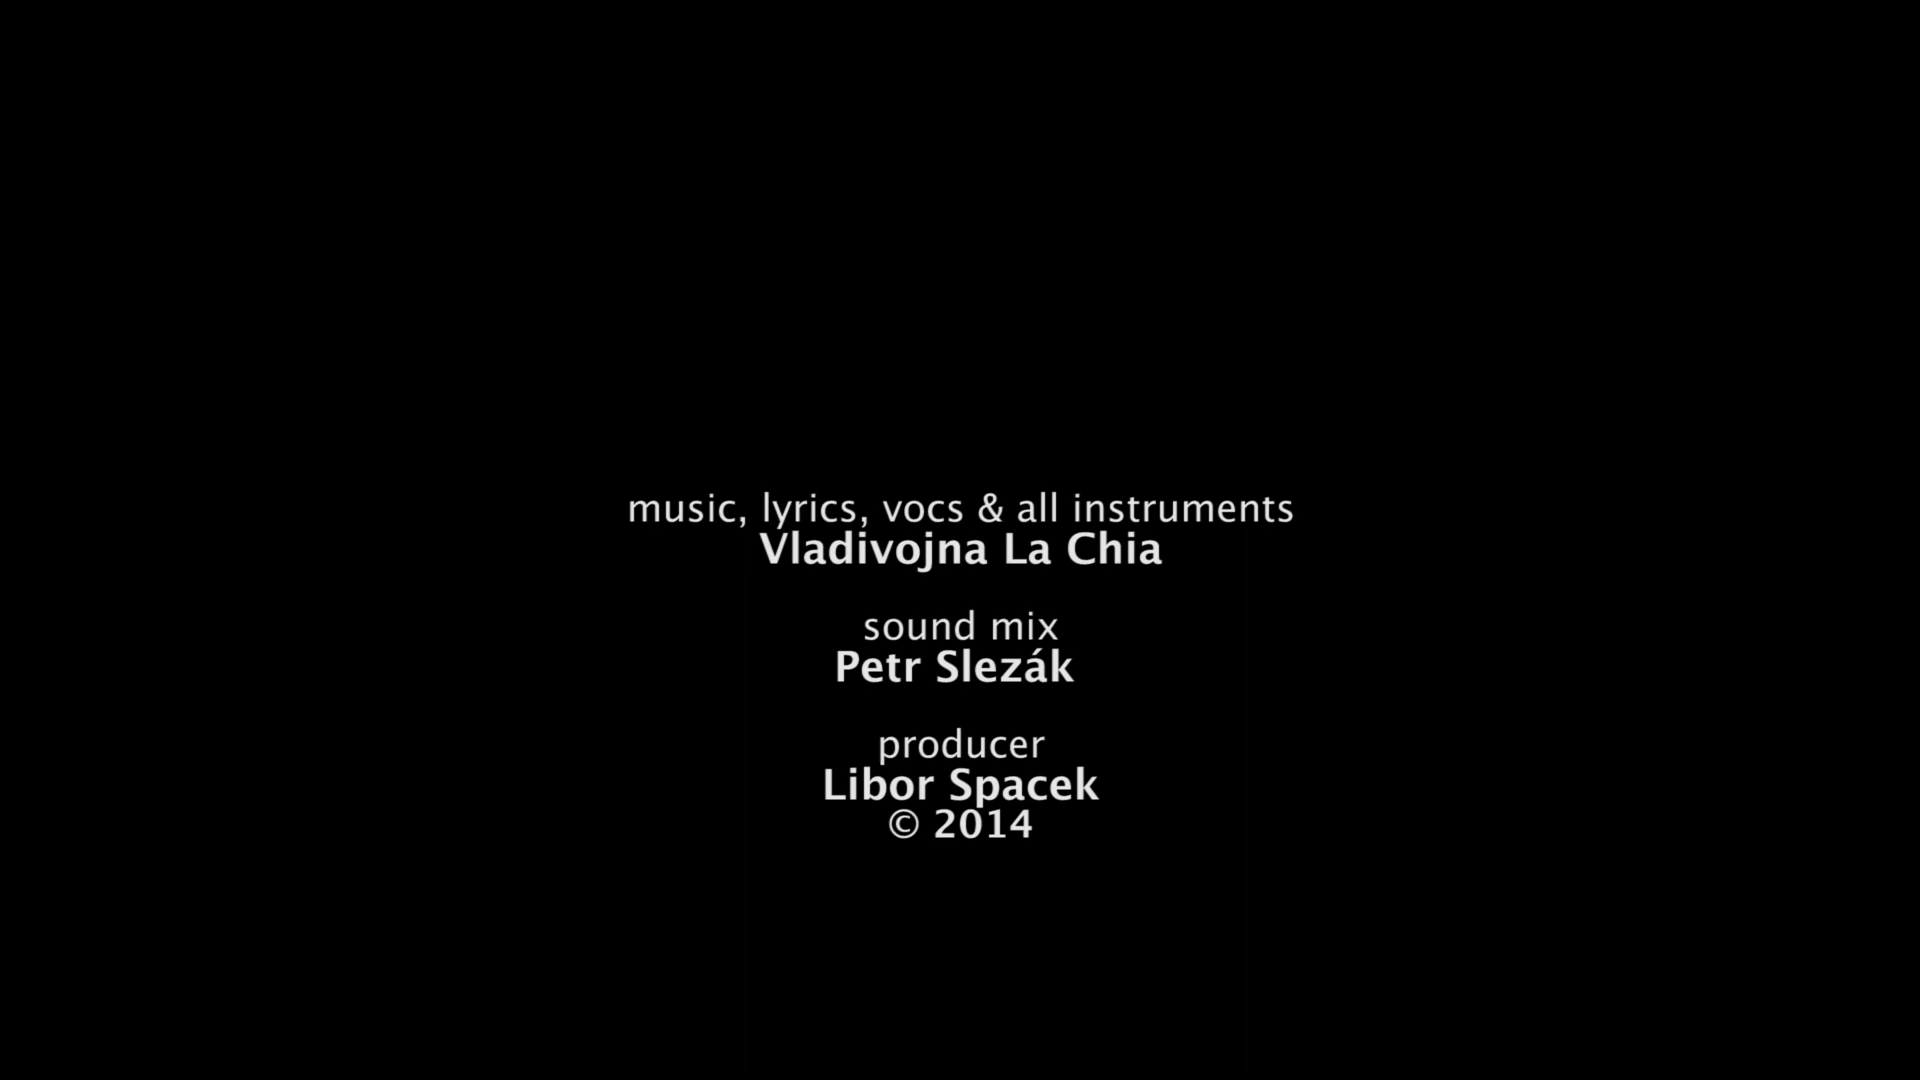 music, lyrics, vocs & all instruments
Vladivojna La Chia
sound mix
Petr Slezák
producer
Libor Spacek
© 2014